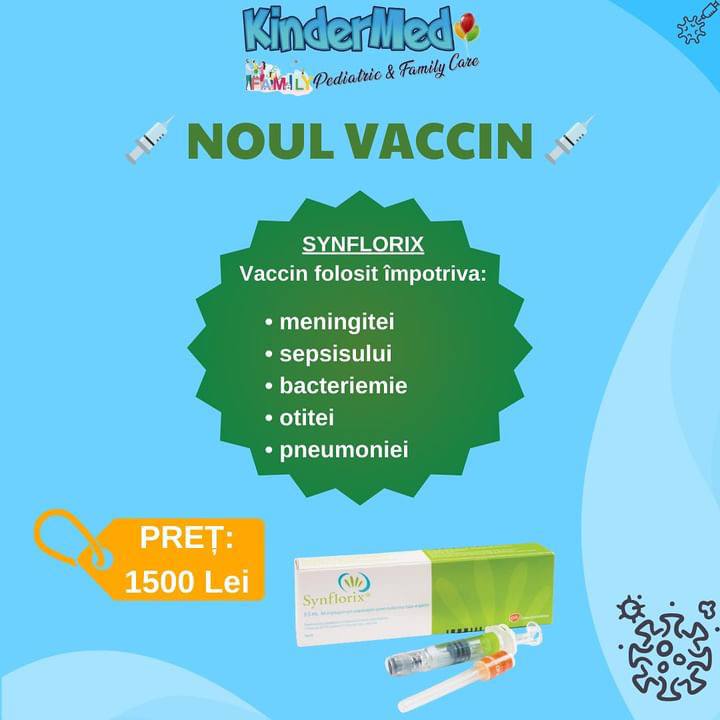 KinderMed
FAMILY Pediatric & Family Care
NOUL VACCIN
SYNFLORIX
Vaccin folosit împotriva:
• meningitei
• sepsisului
• bacteriemie
• otitei
• pneumoniei
PREȚ:
1500 Lei
Synflorix®
gsk